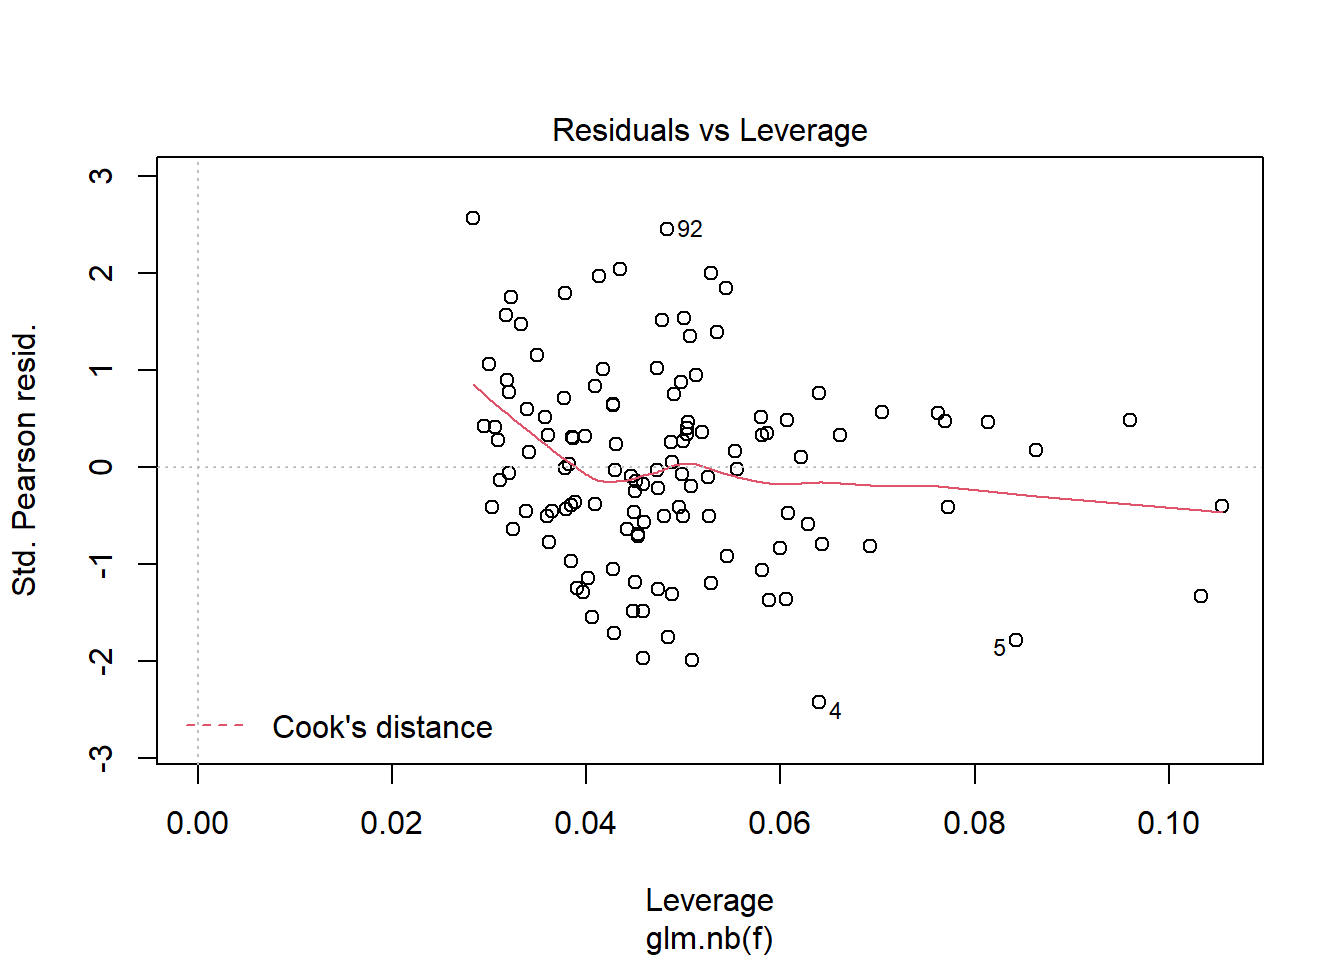 Residuals vs Leverage
Std. Pearson resid.
3
2
1
0
-1
-2
-3
92
5
4
Cook's distance
0.00 0.02 0.04 0.06 0.08 0.10
Leverage
glm.nb(f)